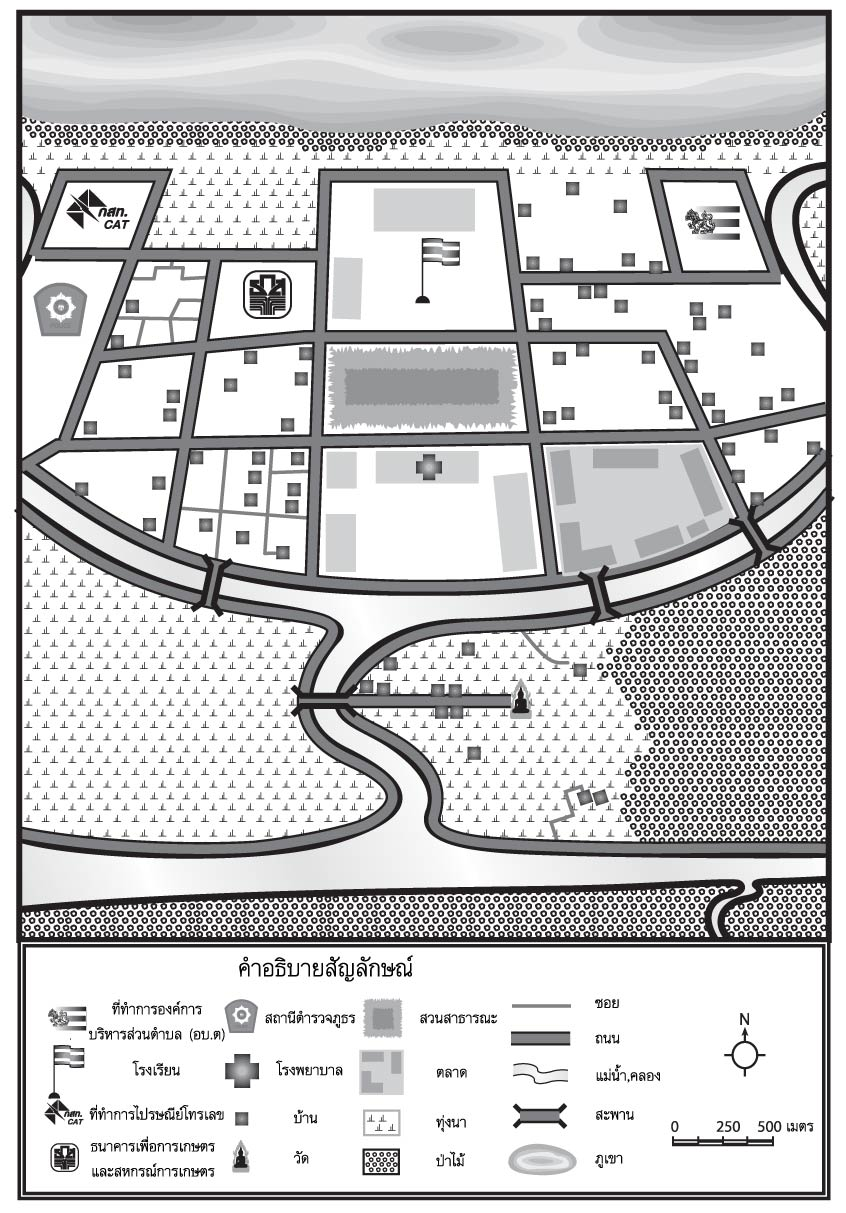 กสท.
CAT
คำอธิบายสัญลักษณ์
ที่ทำการองค์การ
บริหารส่วนตำบล (อบ.ต)
สถานีตำรวจภูธร
สวนสาธารณะ
ซอย
ถนน
โรงเรียน
โรงพยาบาล
ตลาด
แม่น้ำ,คลอง
กสท.
CAT
ที่ทำการไปรษณีย์โทรเลข
บ้าน
ทุ่งนา
สะพาน
ธนาคารเพื่อการเกษตร
และสหกรณ์การเกษตร
วัด
ป่าไม้
ภูเขา
N
0 250 500 เมตร